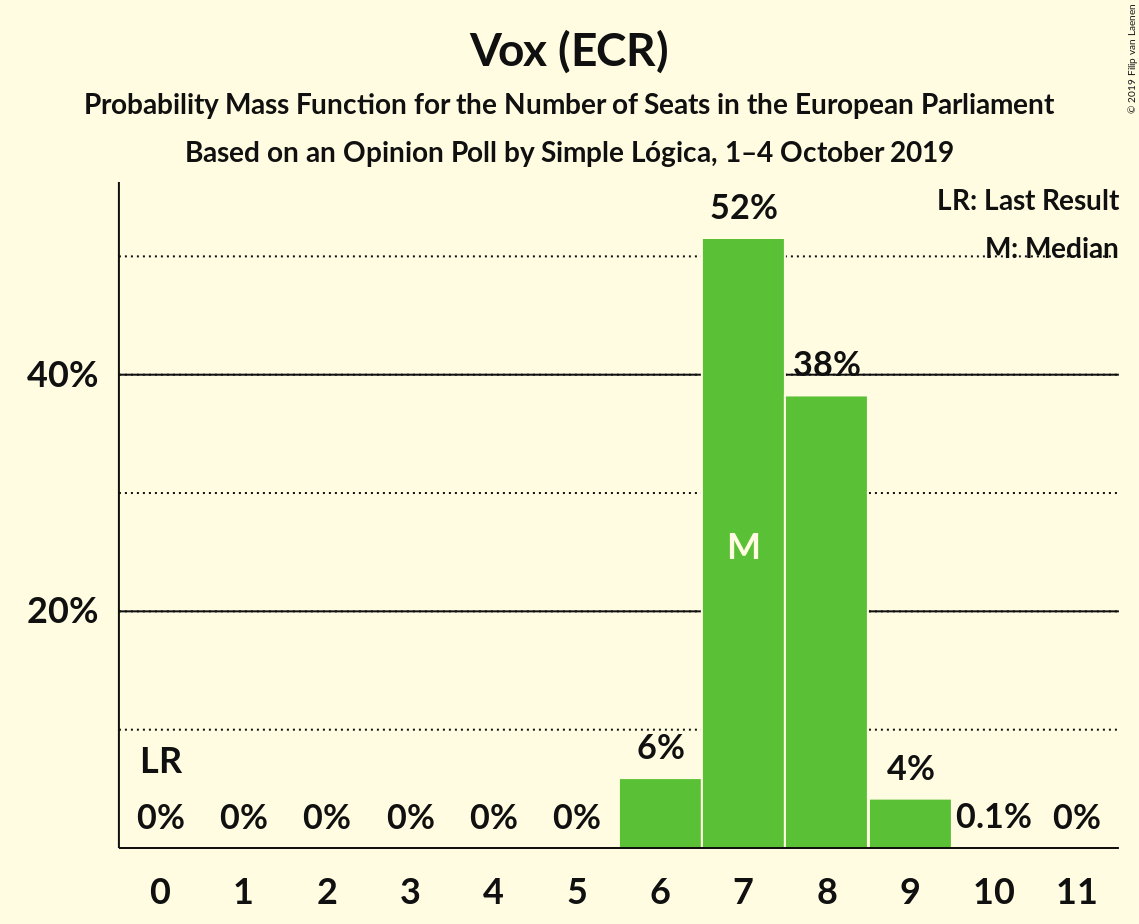 Vox (ECR)
Probability Mass Function for the Number of Seats in the European Parliament
Based on an Opinion Poll by Simple Lógica, 1–4 October 2019
© 2019 Filip van Laenen
LR: Last Result
M: Median
52%
38%
40%
M
20%
LR
6%
4%
0% 0% 0% 0% 0% 0% 0.1% 0%
0 1 2 3 4 5 6 7 8 9 10 11